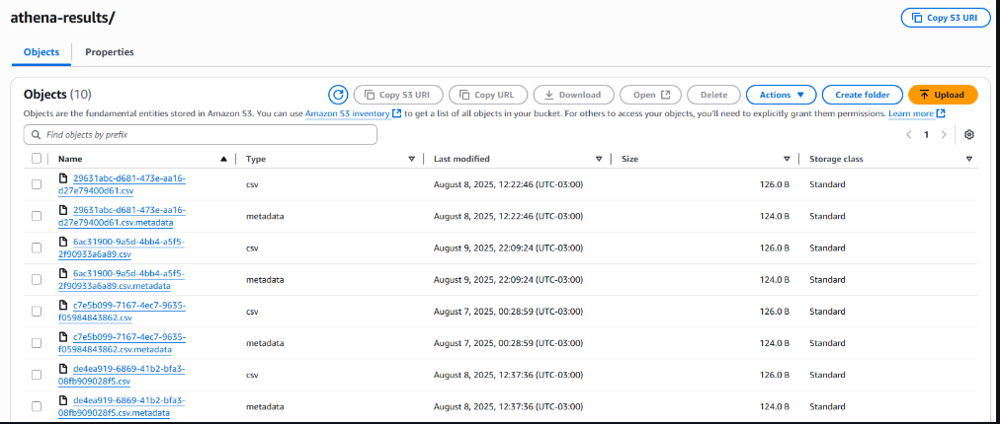 athena-results/
Copy S3 URI
Objects
Properties
Objects (10)
Copy S3 URI
Copy URL
Download
Open
Delete
Actions
Create folder
Upload
Objects are the fundamental entities stored in Amazon S3. You can use Amazon S3 inventory to get a list of all objects in your bucket. For others to access your objects, you'll need to explicitly grant them permissions. Learn more
Find objects by prefix
1
Name Type Last modified Size Storage class
29631abc-d681-473e-aa16-
d27e79400d61.csv
csv August 8, 2025, 12:22:46 (UTC-03:00) 126.0 B Standard
29631abc-d681-473e-aa16-
d27e79400d61.csv.metadata
metadata August 8, 2025, 12:22:46 (UTC-03:00) 124.0 B Standard
6ac31900-9a5d-4bb4-a5f5-
2f90933a6a89.csv
csv August 9, 2025, 22:09:24 (UTC-03:00) 126.0 B Standard
6ac31900-9a5d-4bb4-a5f5-
2f90933a6a89.csv.metadata
metadata August 9, 2025, 22:09:24 (UTC-03:00) 124.0 B Standard
c7e5b099-7167-4ec7-9635-
f05984843862.csv
csv August 7, 2025, 00:28:59 (UTC-03:00) 126.0 B Standard
c7e5b099-7167-4ec7-9635-
f05984843862.csv.metadata
metadata August 7, 2025, 00:28:59 (UTC-03:00) 124.0 B Standard
de4ea919-6869-41b2-bfa3-
08fb909028f5.csv
csv August 8, 2025, 12:37:36 (UTC-03:00) 126.0 B Standard
de4ea919-6869-41b2-bfa3-
08fb909028f5.csv.metadata
metadata August 8, 2025, 12:37:36 (UTC-03:00) 124.0 B Standard